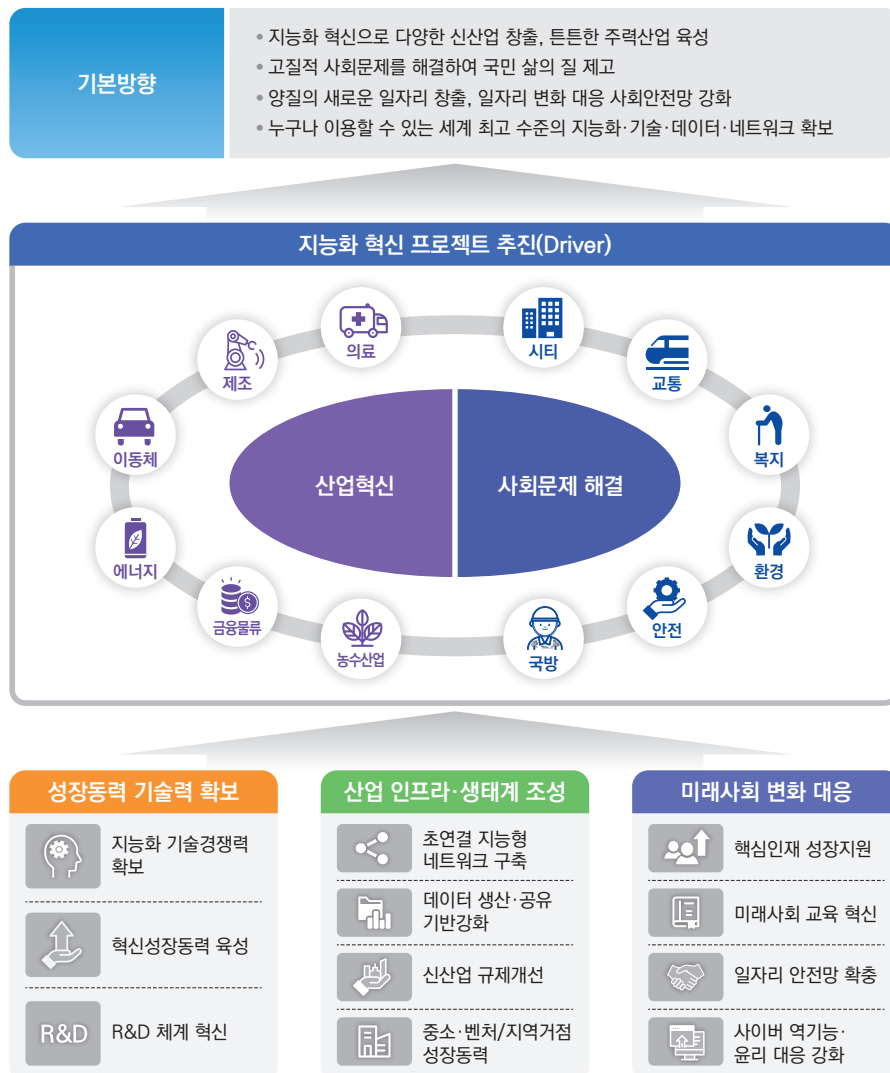 기본방향
• 지능화 혁신으로 다양한 신산업 창출, 튼튼한 주력산업 육성
• 고질적 사회문제를 해결하여 국민 삶의 질 제고
• 양질의 새로운 일자리 창출, 일자리 변화 대응 사회안전망 강화
• 누구나 이용할 수 있는 세계 최고 수준의 지능화·기술·데이터·네트워크 확보
지능화 혁신 프로젝트 추진(Driver)
의료
시티
제조
교통
이동체
복지
산업혁신
사회문제 해결
에너지
환경
금융물류
안전
농수산업
국방
성장동력 기술력 확보
지능화 기술경쟁력
확보
혁신성장동력 육성
R&D
R&D 체계 혁신
산업 인프라·생태계 조성
초연결 지능형
네트워크 구축
데이터 생산·공유
기반강화
신산업 규제개선
중소·벤처/지역거점
성장동력
미래사회 변화 대응
핵심인재 성장지원
미래사회 교육 혁신
일자리 안전망 확충
사이버 역기능·
윤리 대응 강화